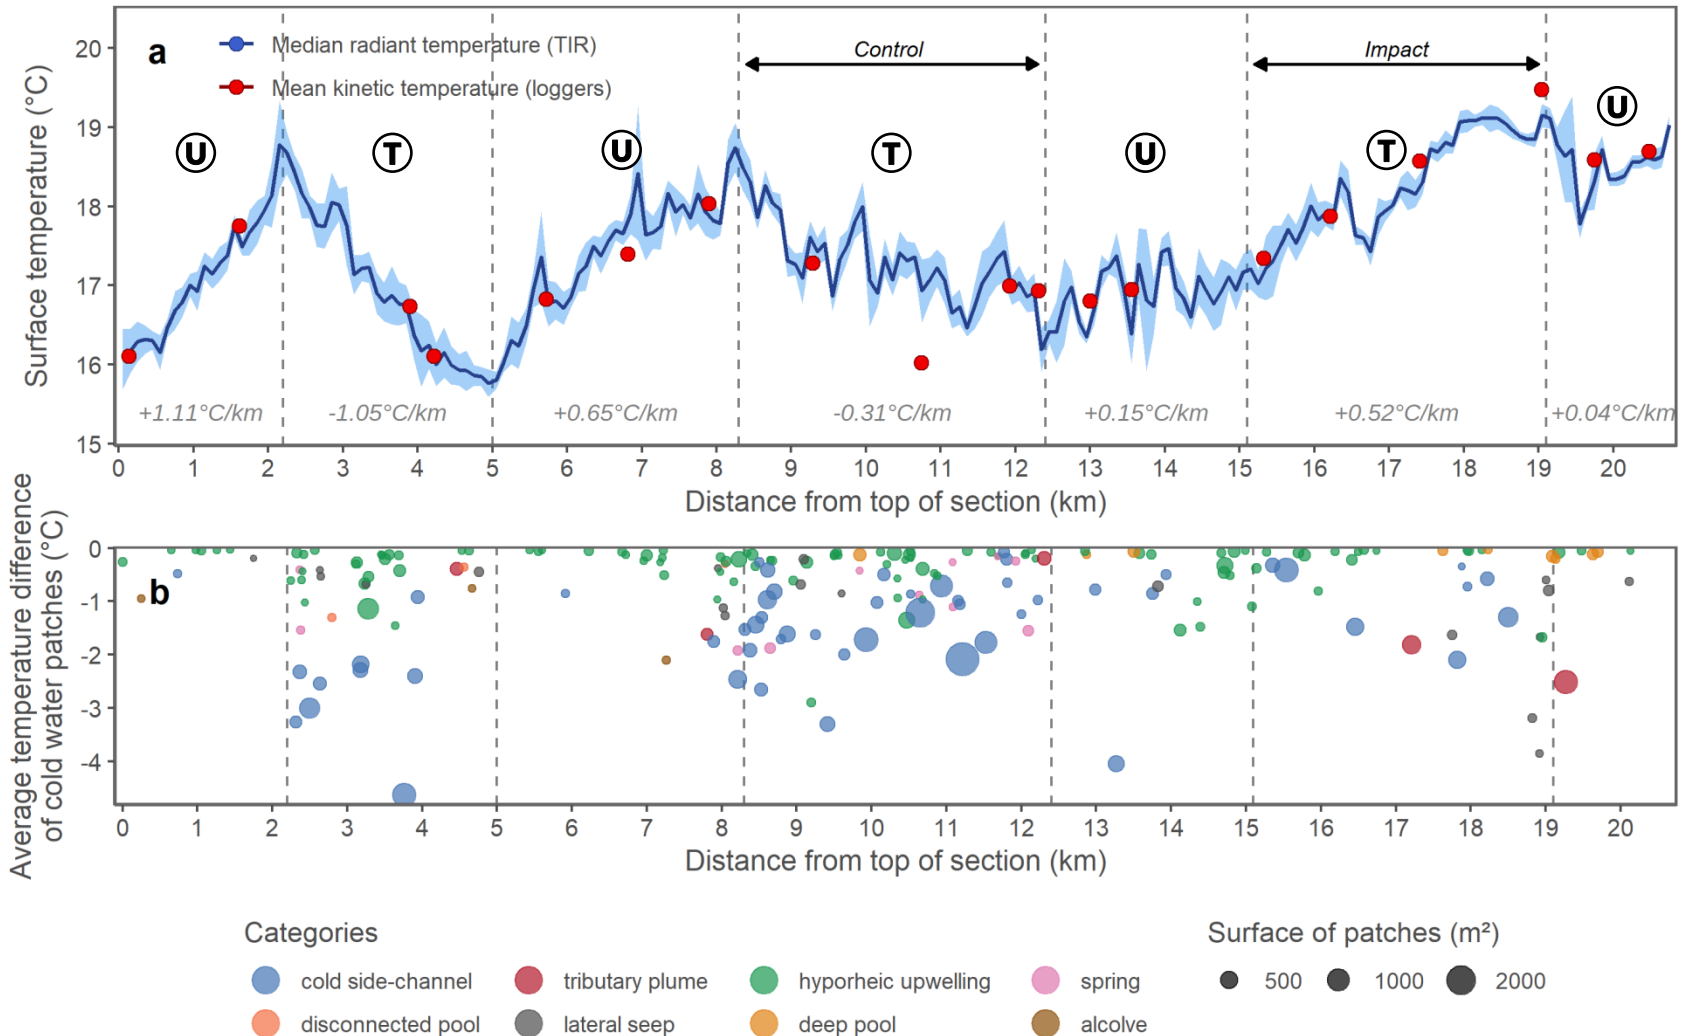 a
Median radiant temperature (TIR)
Mean kinetic temperature (loggers)
Control
Impact
U
T
U
T
U
T
U
Surface temperature (°C)
20
19
18
17
16
15
+1.11°C/km
-1.05°C/km
+0.65°C/km
-0.31°C/km
+0.15°C/km
+0.52°C/km
+0.04°C/km
0 1 2 3 4 5 6 7 8 9 10 11 12 13 14 15 16 17 18 19 20
Distance from top of section (km)
b
Average temperature difference
of cold water patches (°C)
0
-1
-2
-3
-4
0 1 2 3 4 5 6 7 8 9 10 11 12 13 14 15 16 17 18 19 20
Distance from top of section (km)
Categories
cold side-channel
tributary plume
hyporheic upwelling
spring
disconnected pool
lateral seep
deep pool
alcolve
Surface of patches (m²)
500
1000
2000